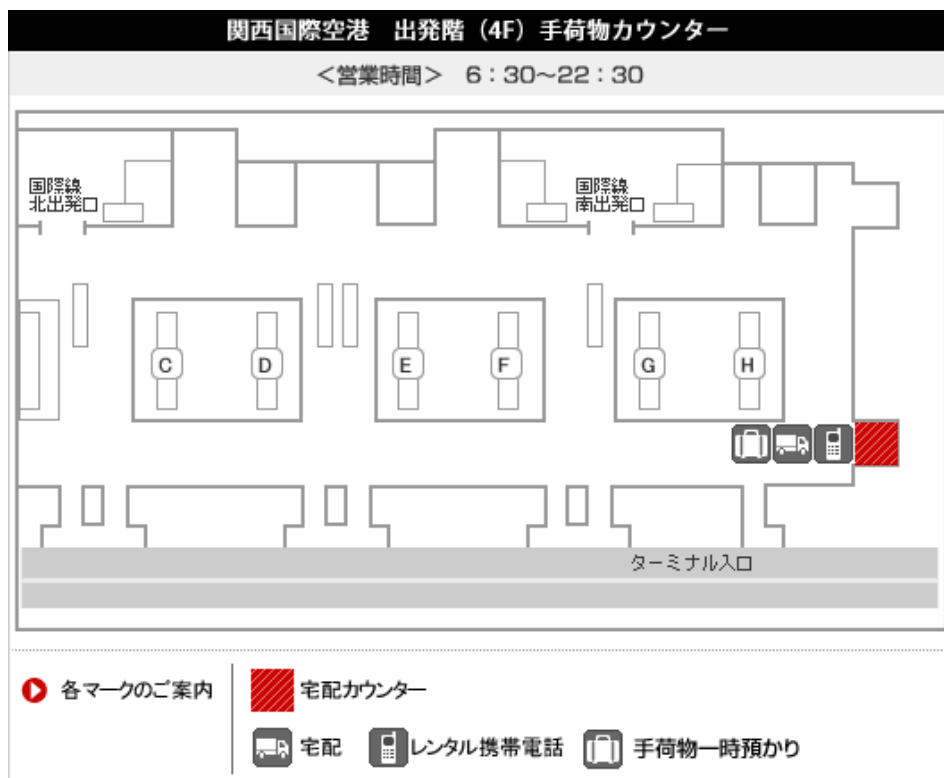 関西国際空港 出発階（4F）手荷物カウンター
＜営業時間＞ 6：30～22：30
国際線
北出発口
国際線
南出発口
C
D
E
F
G
H
ターミナル入口
各マークのご案内
宅配カウンター
宅配
レンタル携帯電話
手荷物一時預かり